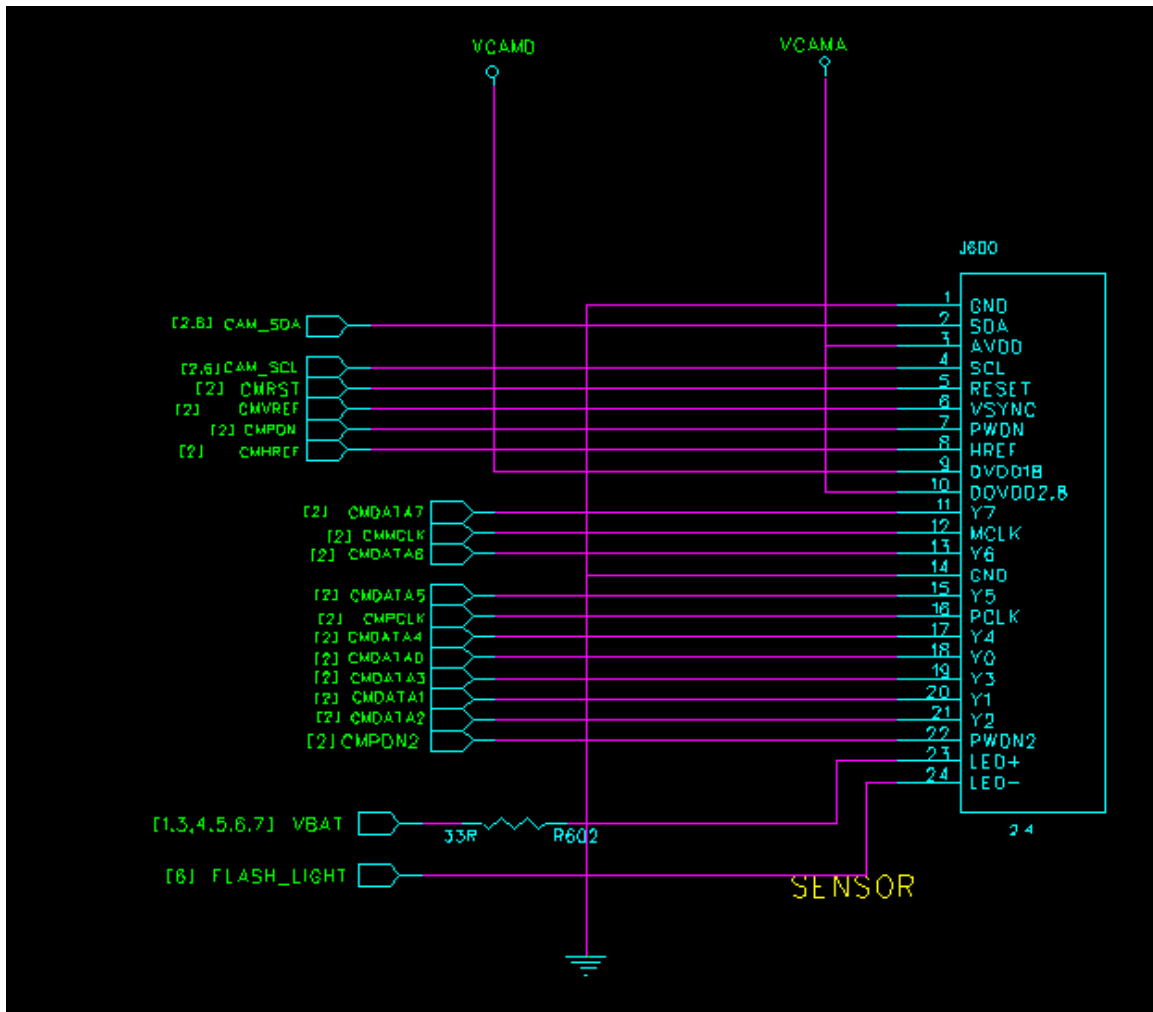 VCAMD
VCAMA
J600
1 GND
[2.6] CAM_SDA 2 SDA
3 AVDD
[2,6] CAM_SCL 4 SCL
[2] CMRST 5 RESET
[2] CMVREF 6 VSYNC
[2] CMPDN 7 PWDN
[2] CMHREF 8 HREF
9 DVDD18
10 DOVDD2.8
[2] CMDATA7 11 Y7
[2] CMMCLK 12 MCLK
[2] CMDATA6 13 Y6
14 GND
[2] CMDATA5 15 Y5
[2] CMPCLK 16 PCLK
[2] CMDATA4 17 Y4
[2] CMDATA0 18 Y0
[2] CMDATA3 19 Y3
[2] CMDATA1 20 Y1
[2] CMDATA2 21 Y2
[2] CMPDN2 22 PWDN2
23 LED+
24 LED-
[1,3,4,5,6,7] VBAT 33R R602
24
[6] FLASH_LIGHT
SENSOR